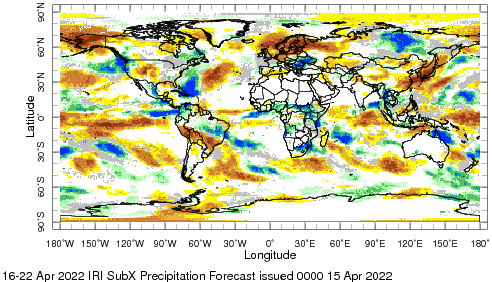 90°N
60°N
30°N
0°
30°S
60°S
90°S
Latitude
180°W 150°W 120°W 90°W 60°W 30°W 0° 30°E 60°E 90°E 120°E 150°E 180°
Longitude
16-22 Apr 2022 IRI SubX Precipitation Forecast issued 0000 15 Apr 2022